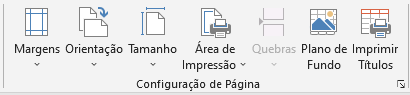 Margens Orientação Tamanho Área de Impressão Quebras Plano de Fundo Imprimir Títulos
Configuração de Página